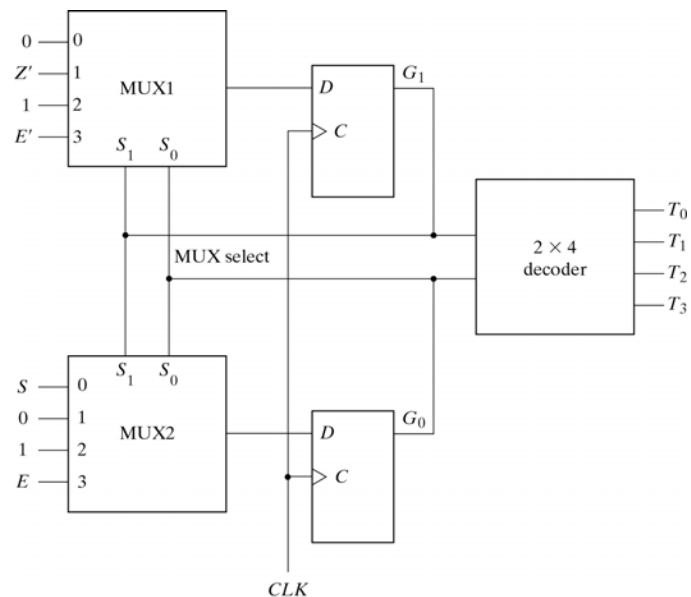 0
0
Z'
1
1
2
E'
3
MUX1
S1
S0
D
C
G1
MUX select
2 × 4
decoder
T0
T1
T2
T3
S1
S0
S
0
0
1
1
2
E
3
MUX2
D
C
G0
CLK